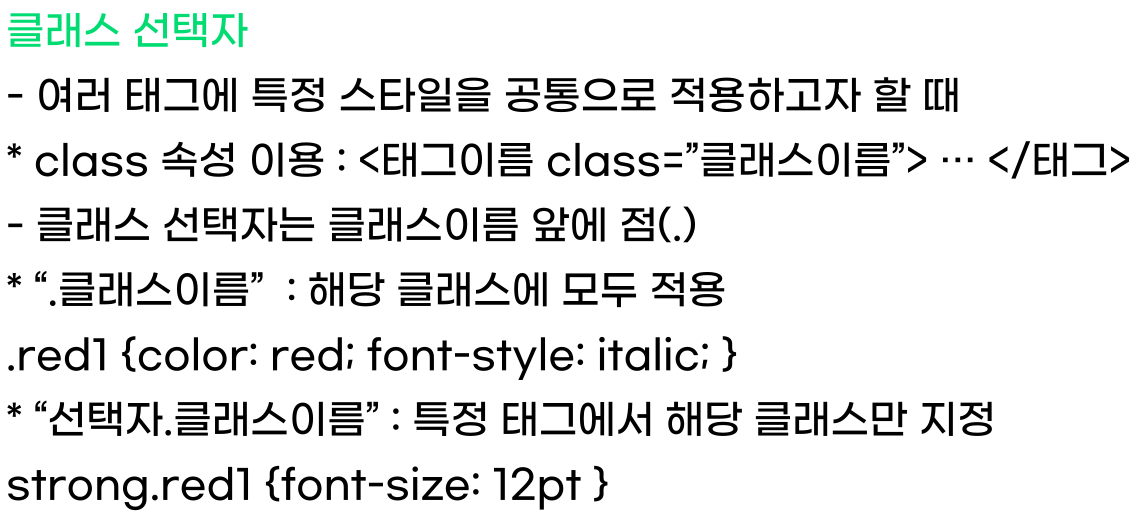 클래스 선택자
- 여러 태그에 특정 스타일을 공통으로 적용하고자 할 때
* class 속성 이용 : <태그이름 class=”클래스이름”> … </태그>
- 클래스 선택자는 클래스이름 앞에 점(.)
* “.클래스이름” : 해당 클래스에 모두 적용
.red1 {color: red; font-style: italic; }
* “선택자.클래스이름” : 특정 태그에서 해당 클래스만 지정
strong.red1 {font-size: 12pt }